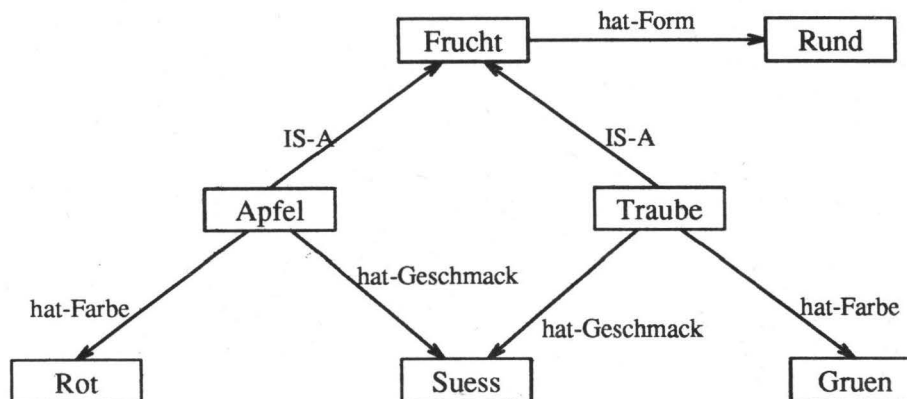 hat-Form
Frucht
Rund
IS-A
IS-A
Apfel
Traube
hat-Geschmack
hat-Farbe
hat-Farbe
hat-Geschmack
Rot
Suess
Gruen